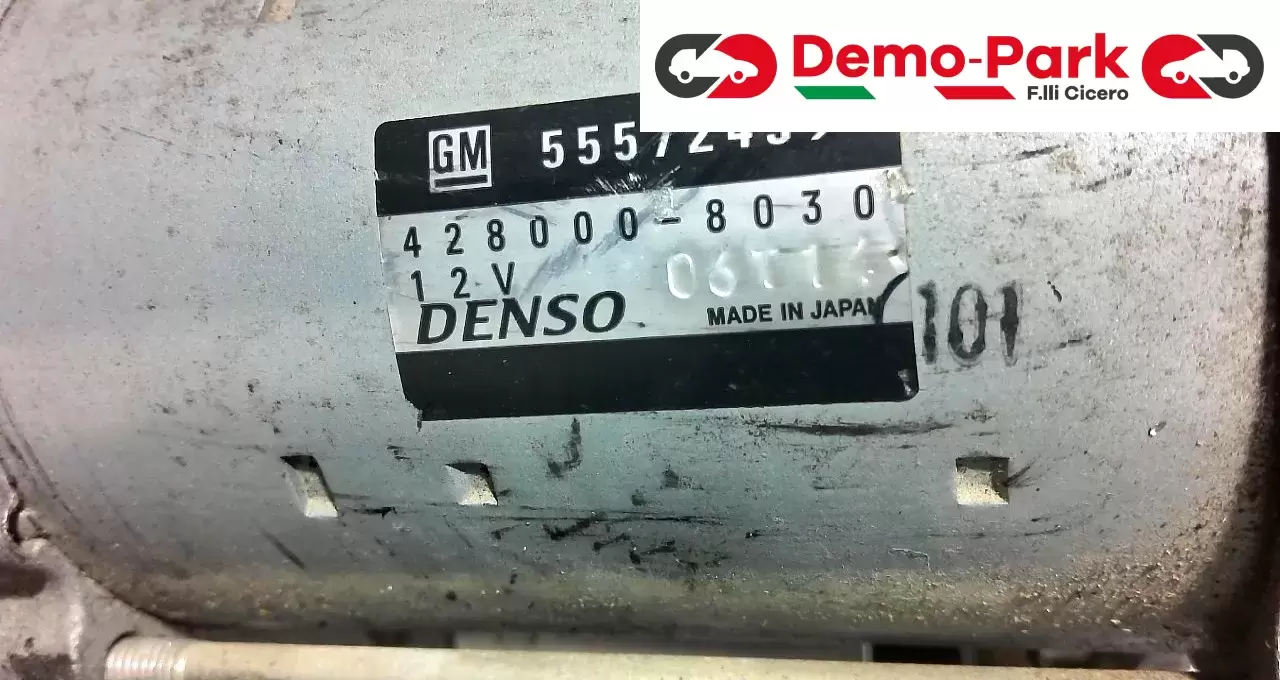 Demo-Park
F.lli Cicero
GM
428000-8030
12V
DENSO MADE IN JAPAN
101